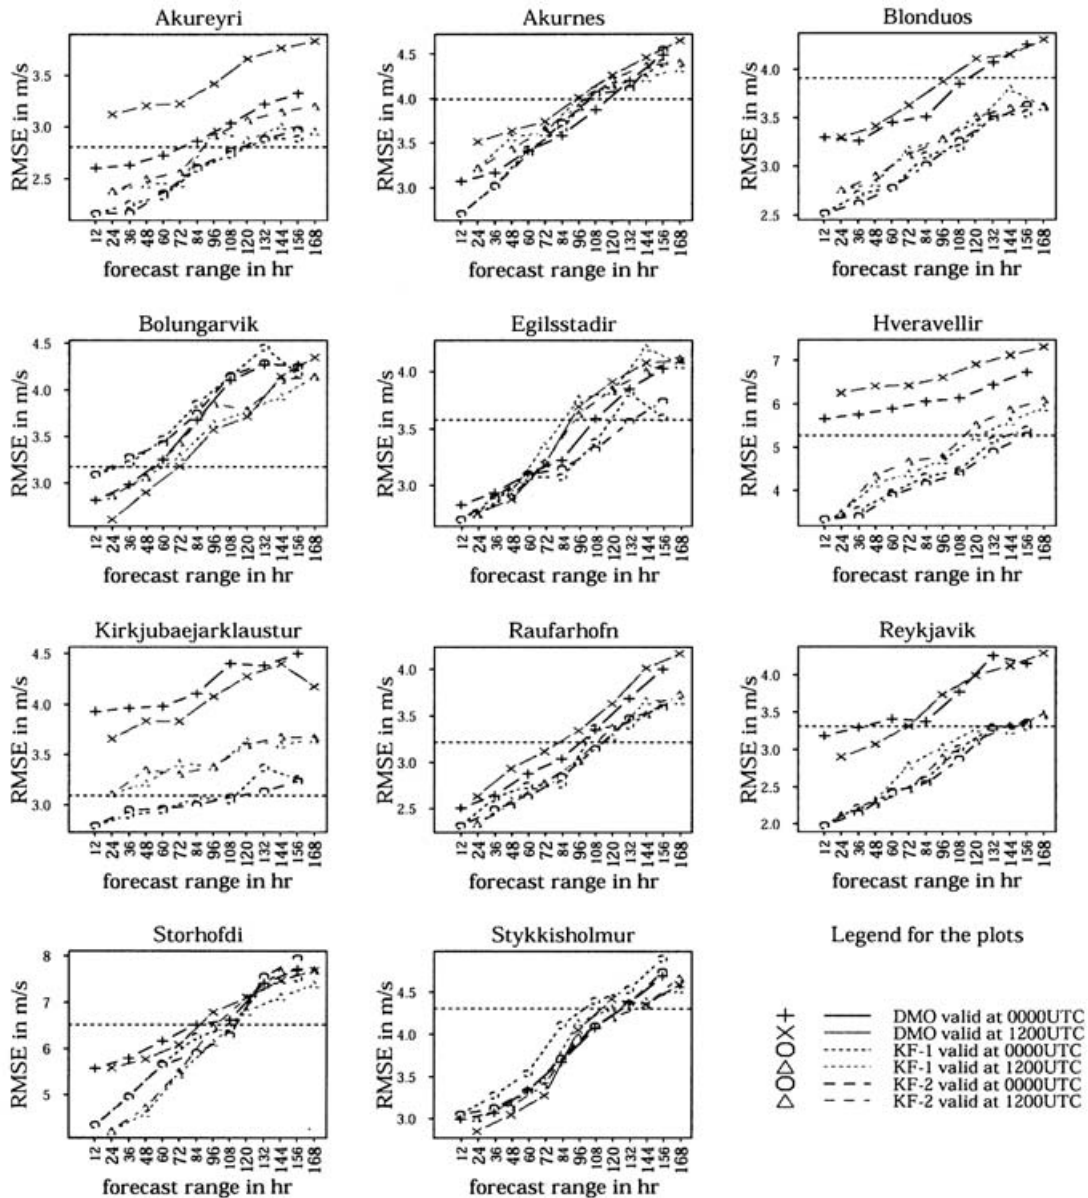 Akureyri
RMSE in m/s
3.5
3.0
2.5
12 24 36 48 60 72 84 96 108 120 132 144 156 168
forecast range in hr
Akurnes
RMSE in m/s
4.5
4.0
3.5
3.0
12 24 36 48 60 72 84 96 108 120 132 144 156 168
forecast range in hr
Blonduos
RMSE in m/s
4.0
3.5
3.0
2.5
12 24 36 48 60 72 84 96 108 120 132 144 156 168
forecast range in hr
Bolungarvik
RMSE in m/s
4.5
4.0
3.5
3.0
12 24 36 48 60 72 84 96 108 120 132 144 156 168
forecast range in hr
Egilsstadir
RMSE in m/s
4.0
3.5
3.0
12 24 36 48 60 72 84 96 108 120 132 144 156 168
forecast range in hr
Hveravellir
RMSE in m/s
7
6
5
4
12 24 36 48 60 72 84 96 108 120 132 144 156 168
forecast range in hr
Kirkjubaejarklaustur
RMSE in m/s
4.5
4.0
3.5
3.0
12 24 36 48 60 72 84 96 108 120 132 144 156 168
forecast range in hr
Raufarhofn
RMSE in m/s
4.0
3.5
3.0
2.5
12 24 36 48 60 72 84 96 108 120 132 144 156 168
forecast range in hr
Reykjavik
RMSE in m/s
4.0
3.5
3.0
2.5
2.0
12 24 36 48 60 72 84 96 108 120 132 144 156 168
forecast range in hr
Storhofdi
RMSE in m/s
8
7
6
5
12 24 36 48 60 72 84 96 108 120 132 144 156 168
forecast range in hr
Stykkisholmur
RMSE in m/s
4.5
4.0
3.5
3.0
12 24 36 48 60 72 84 96 108 120 132 144 156 168
forecast range in hr
Legend for the plots
DMO valid at 0000UTC
DMO valid at 1200UTC
KF-1 valid at 0000UTC
KF-1 valid at 1200UTC
KF-2 valid at 0000UTC
KF-2 valid at 1200UTC